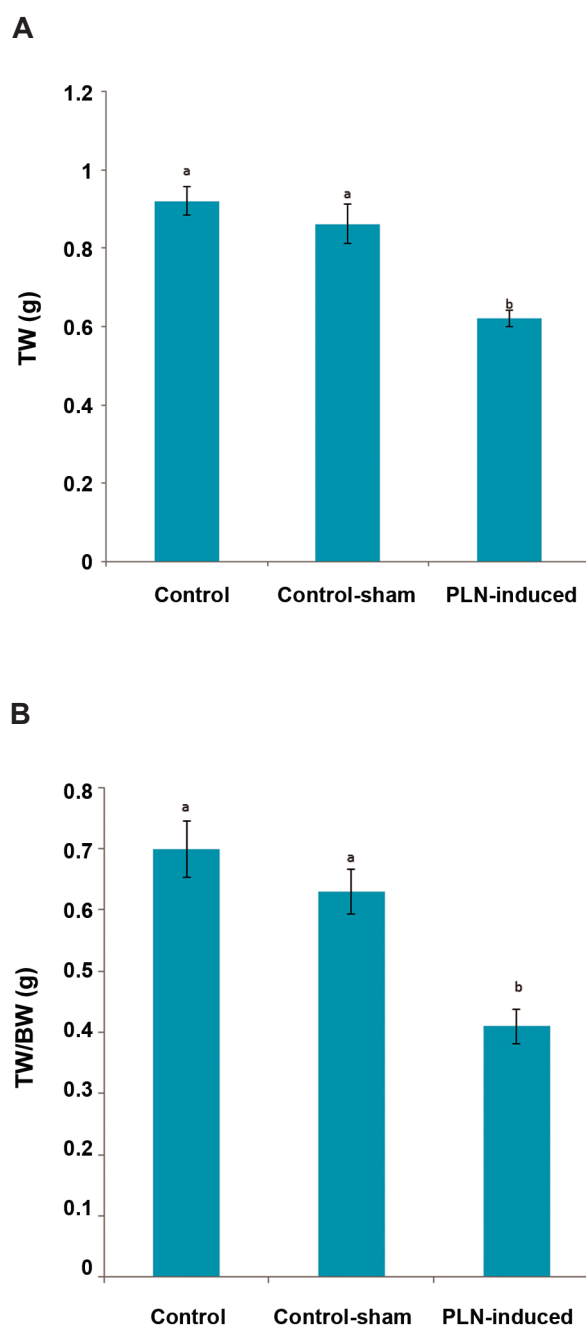 A
1.2
a
1
a
0.8
b
0.6
TW (g)
0.4
0.2
0
Control Control-sham PLN-induced
B
0.8
a
0.7
a
0.6
0.5
b
0.4
TW/BW (g)
0.3
0.2
0.1
0
Control Control-sham PLN-induced